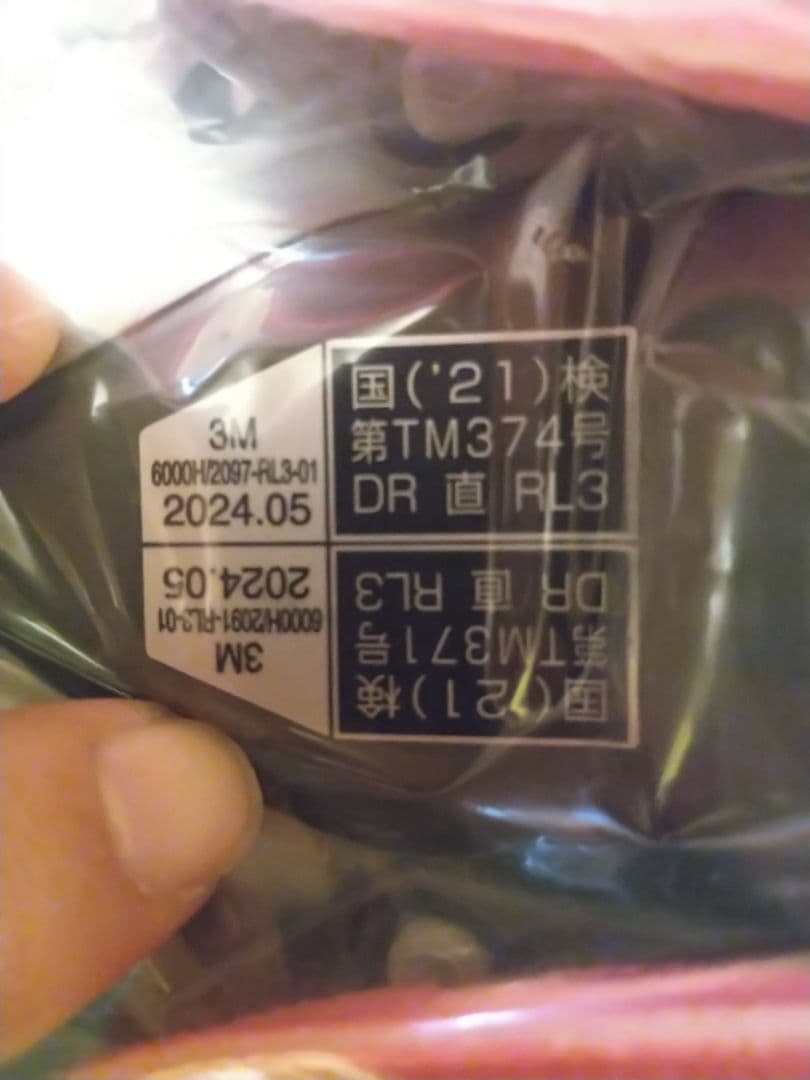 3M
6000H/2097-RL3-01
2024.05
国('21)検
第TM374号
DR 直 RL3
3M
6000H/2091-RL3-01
2024.05
国('21)検
第TM371号
DR 直 RL3